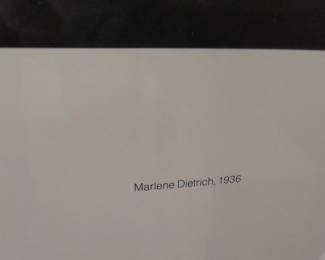 Marlene Dietrich, 1936